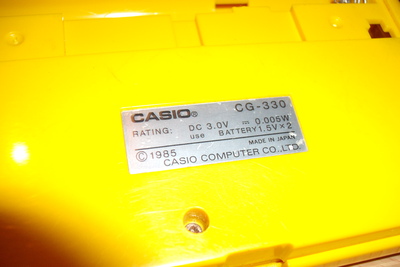 CASIO® CG-330
RATING: DC 3.0V ⎓ 0.005W
use BATTERY 1.5V×2
MADE IN JAPAN
©1985
CASIO COMPUTER CO., LTD.